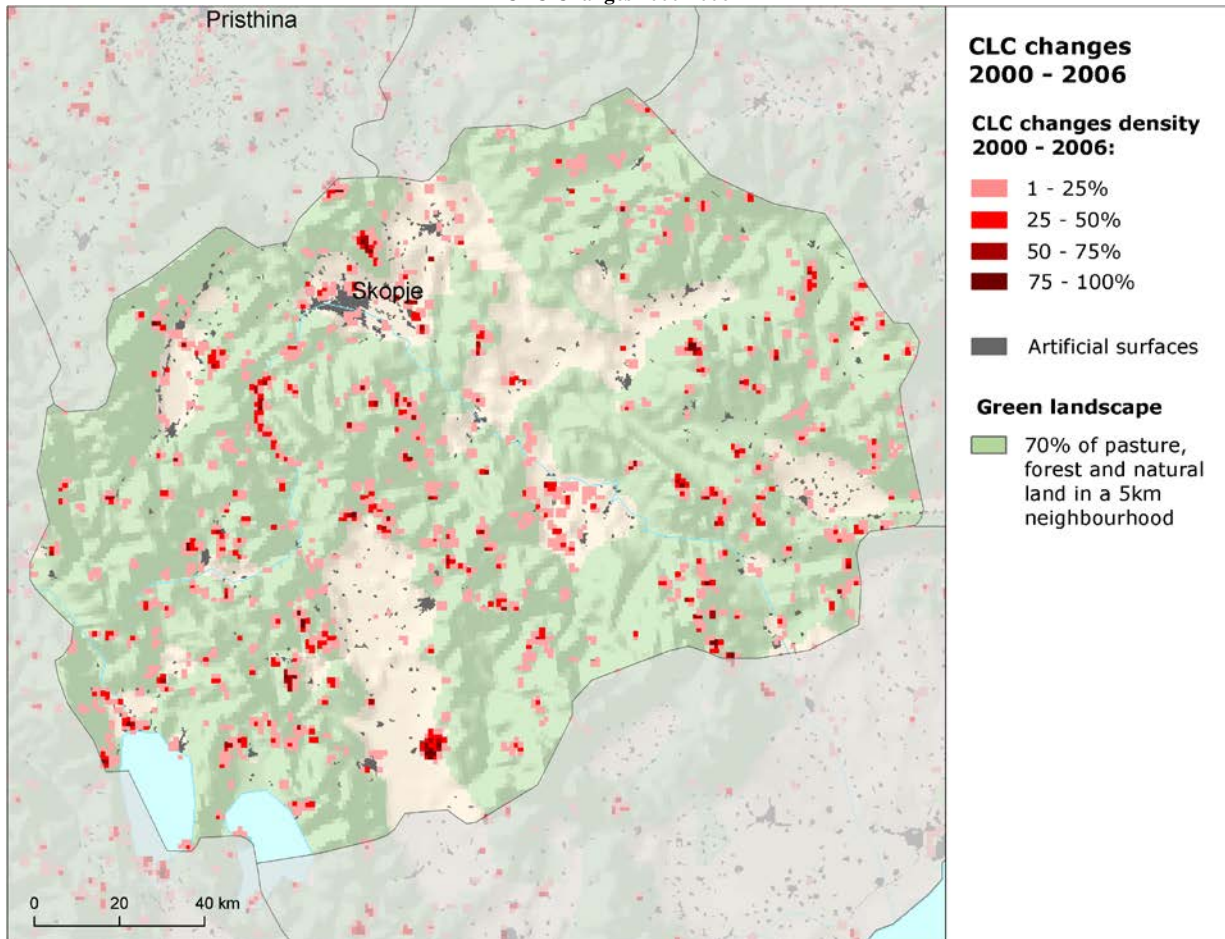 Pristhina
Skopje
0 20 40 km
CLC changes
2000 - 2006
CLC changes density
2000 - 2006:
1 - 25%
25 - 50%
50 - 75%
75 - 100%
Artificial surfaces
Green landscape
70% of pasture,
forest and natural
land in a 5km
neighbourhood